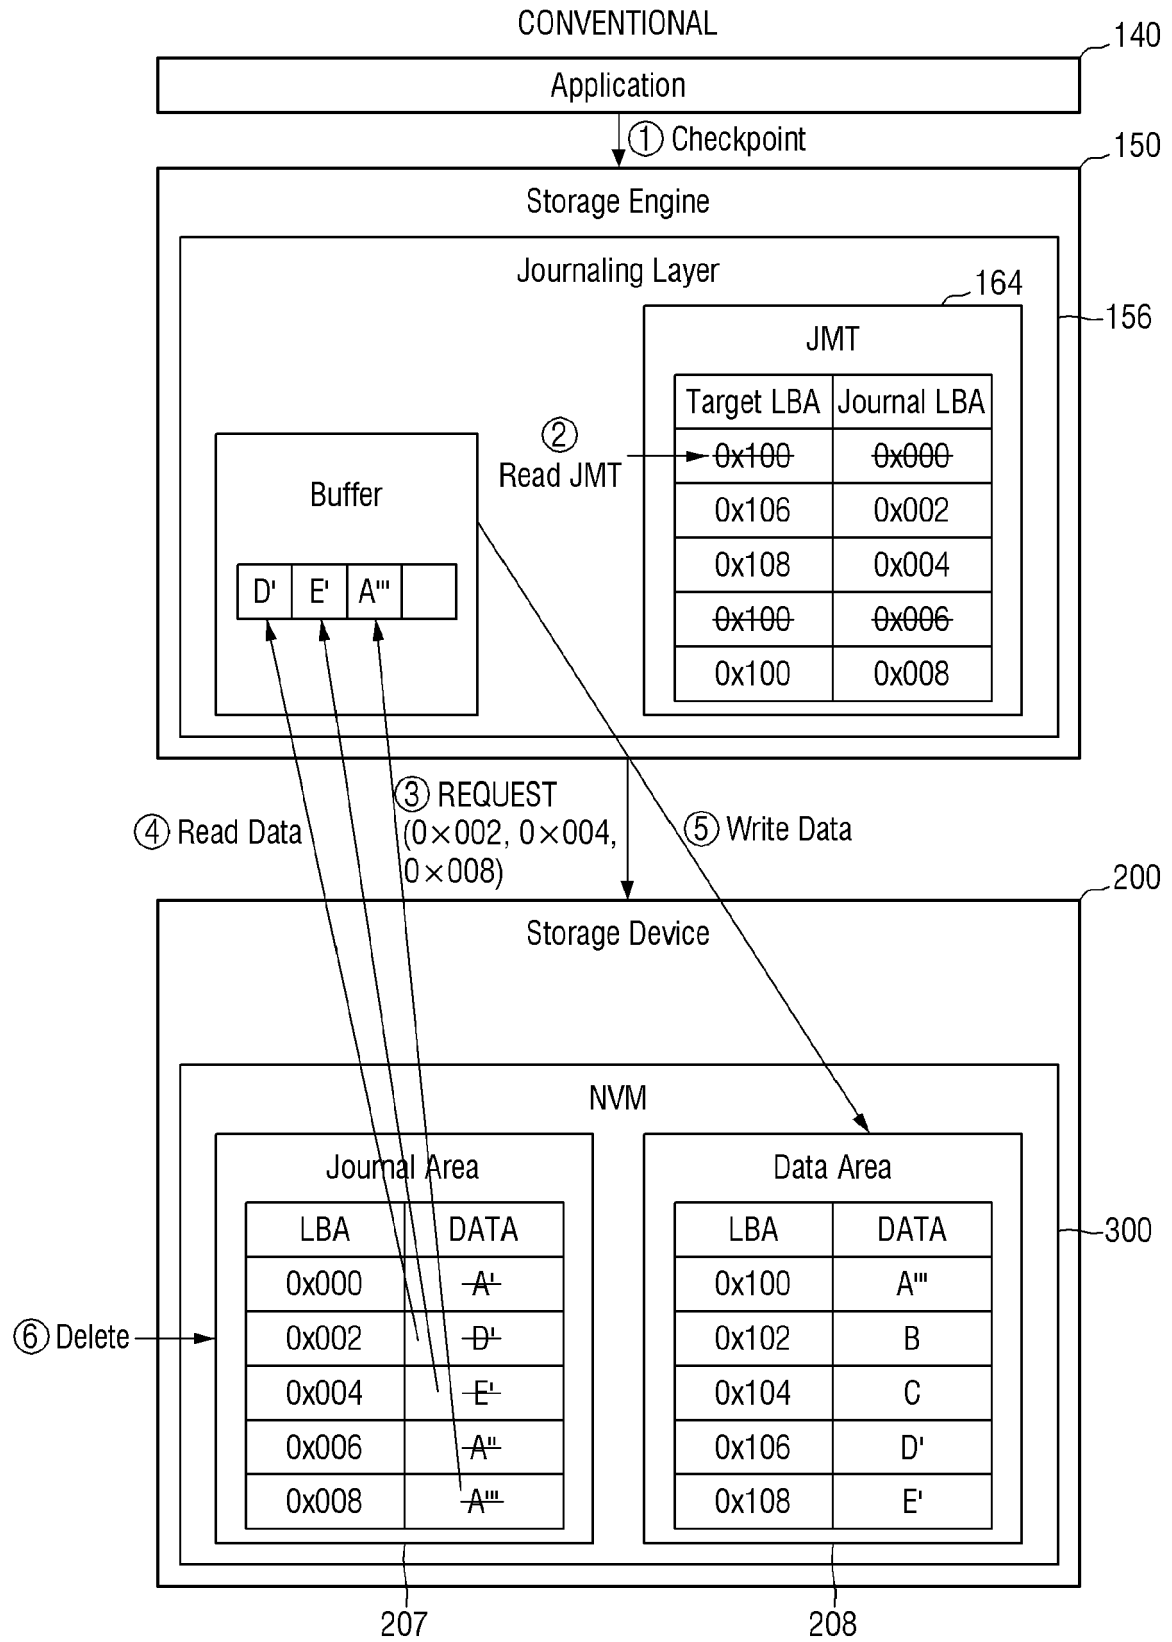 CONVENTIONAL
140
Application
① Checkpoint
150
Storage Engine
Journaling Layer
164
156
JMT
Target LBA Journal LBA
0x100 0x000
0x106 0x002
0x108 0x004
0x100 0x006
0x100 0x008
②
Read JMT
Buffer
D' E' A'''
③ REQUEST
(0×002, 0×004,
0×008)
④ Read Data
⑤ Write Data
200
Storage Device
NVM
300
Journal Area
LBA DATA
0x000 A'
0x002 D'
0x004 E'
0x006 A''
0x008 A'''
⑥ Delete
Data Area
LBA DATA
0x100 A'''
0x102 B
0x104 C
0x106 D'
0x108 E'
207
208